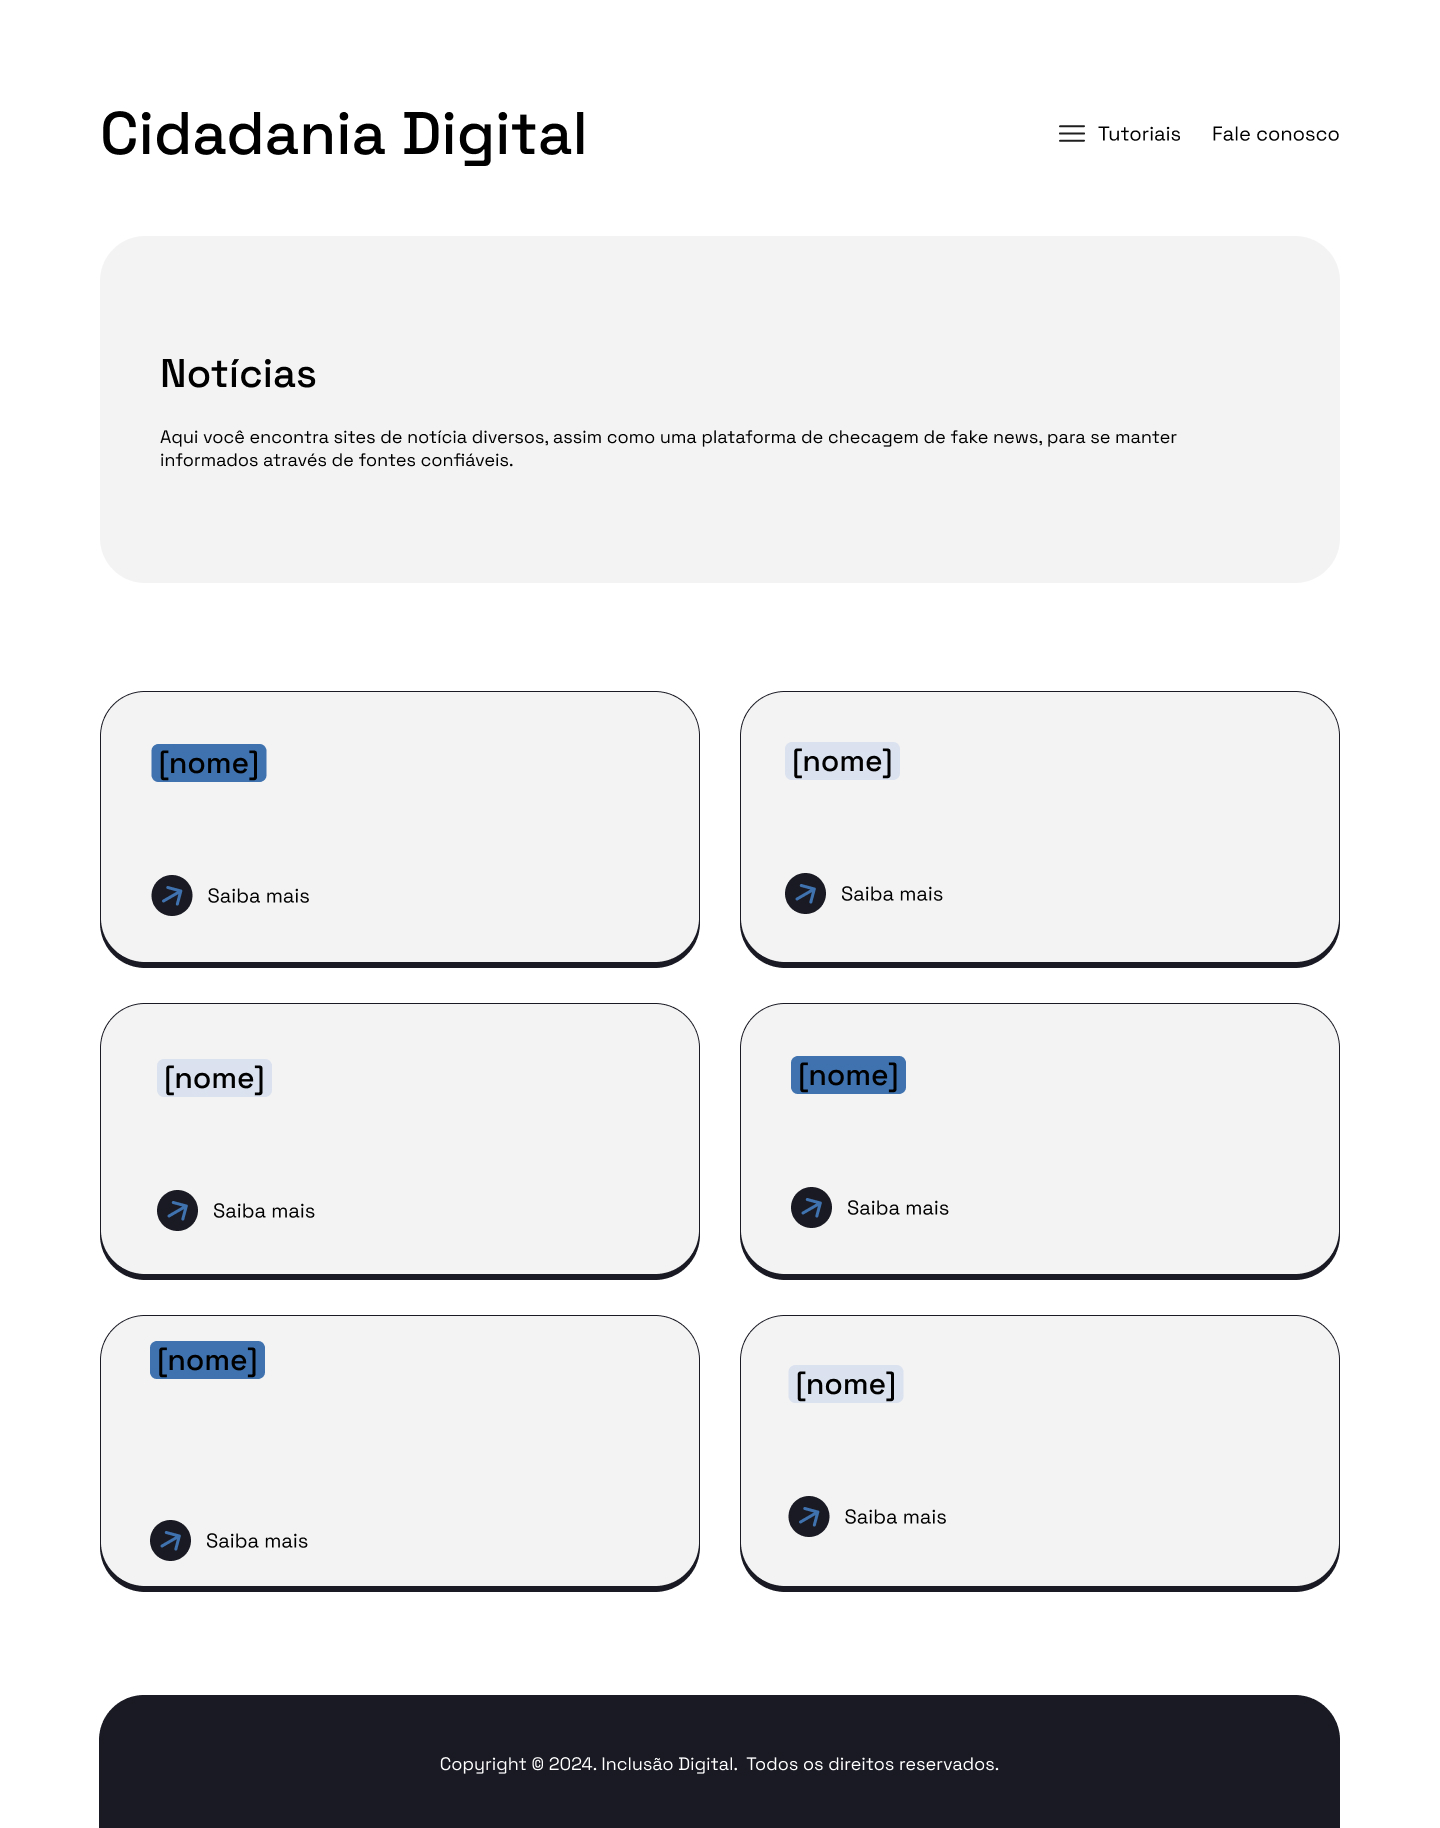 Cidadania Digital
Tutoriais
Fale conosco
Notícias
Aqui você encontra sites de notícia diversos, assim como uma plataforma de checagem de fake news, para se manter
informados através de fontes confiáveis.
[nome]
Saiba mais
[nome]
Saiba mais
[nome]
Saiba mais
[nome]
Saiba mais
[nome]
Saiba mais
[nome]
Saiba mais
Copyright © 2024. Inclusão Digital.  Todos os direitos reservados.